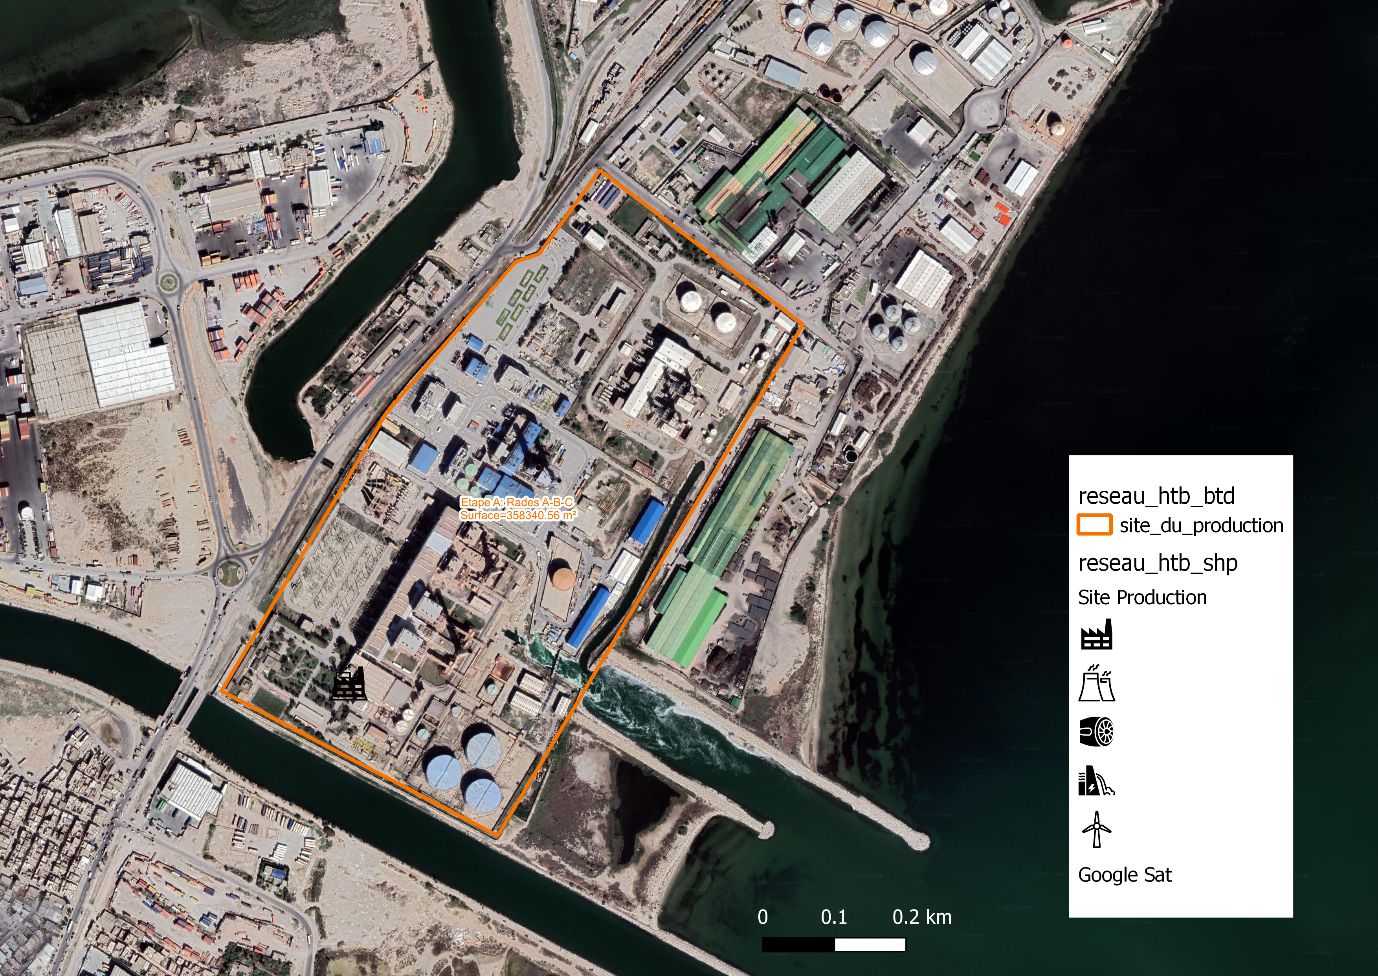 Etape A: Rades A-B-C
Surface=358340.56 m²
reseau_htb_btd
site_du_production
reseau_htb_shp
Site Production
Google Sat
0 0.1 0.2 km